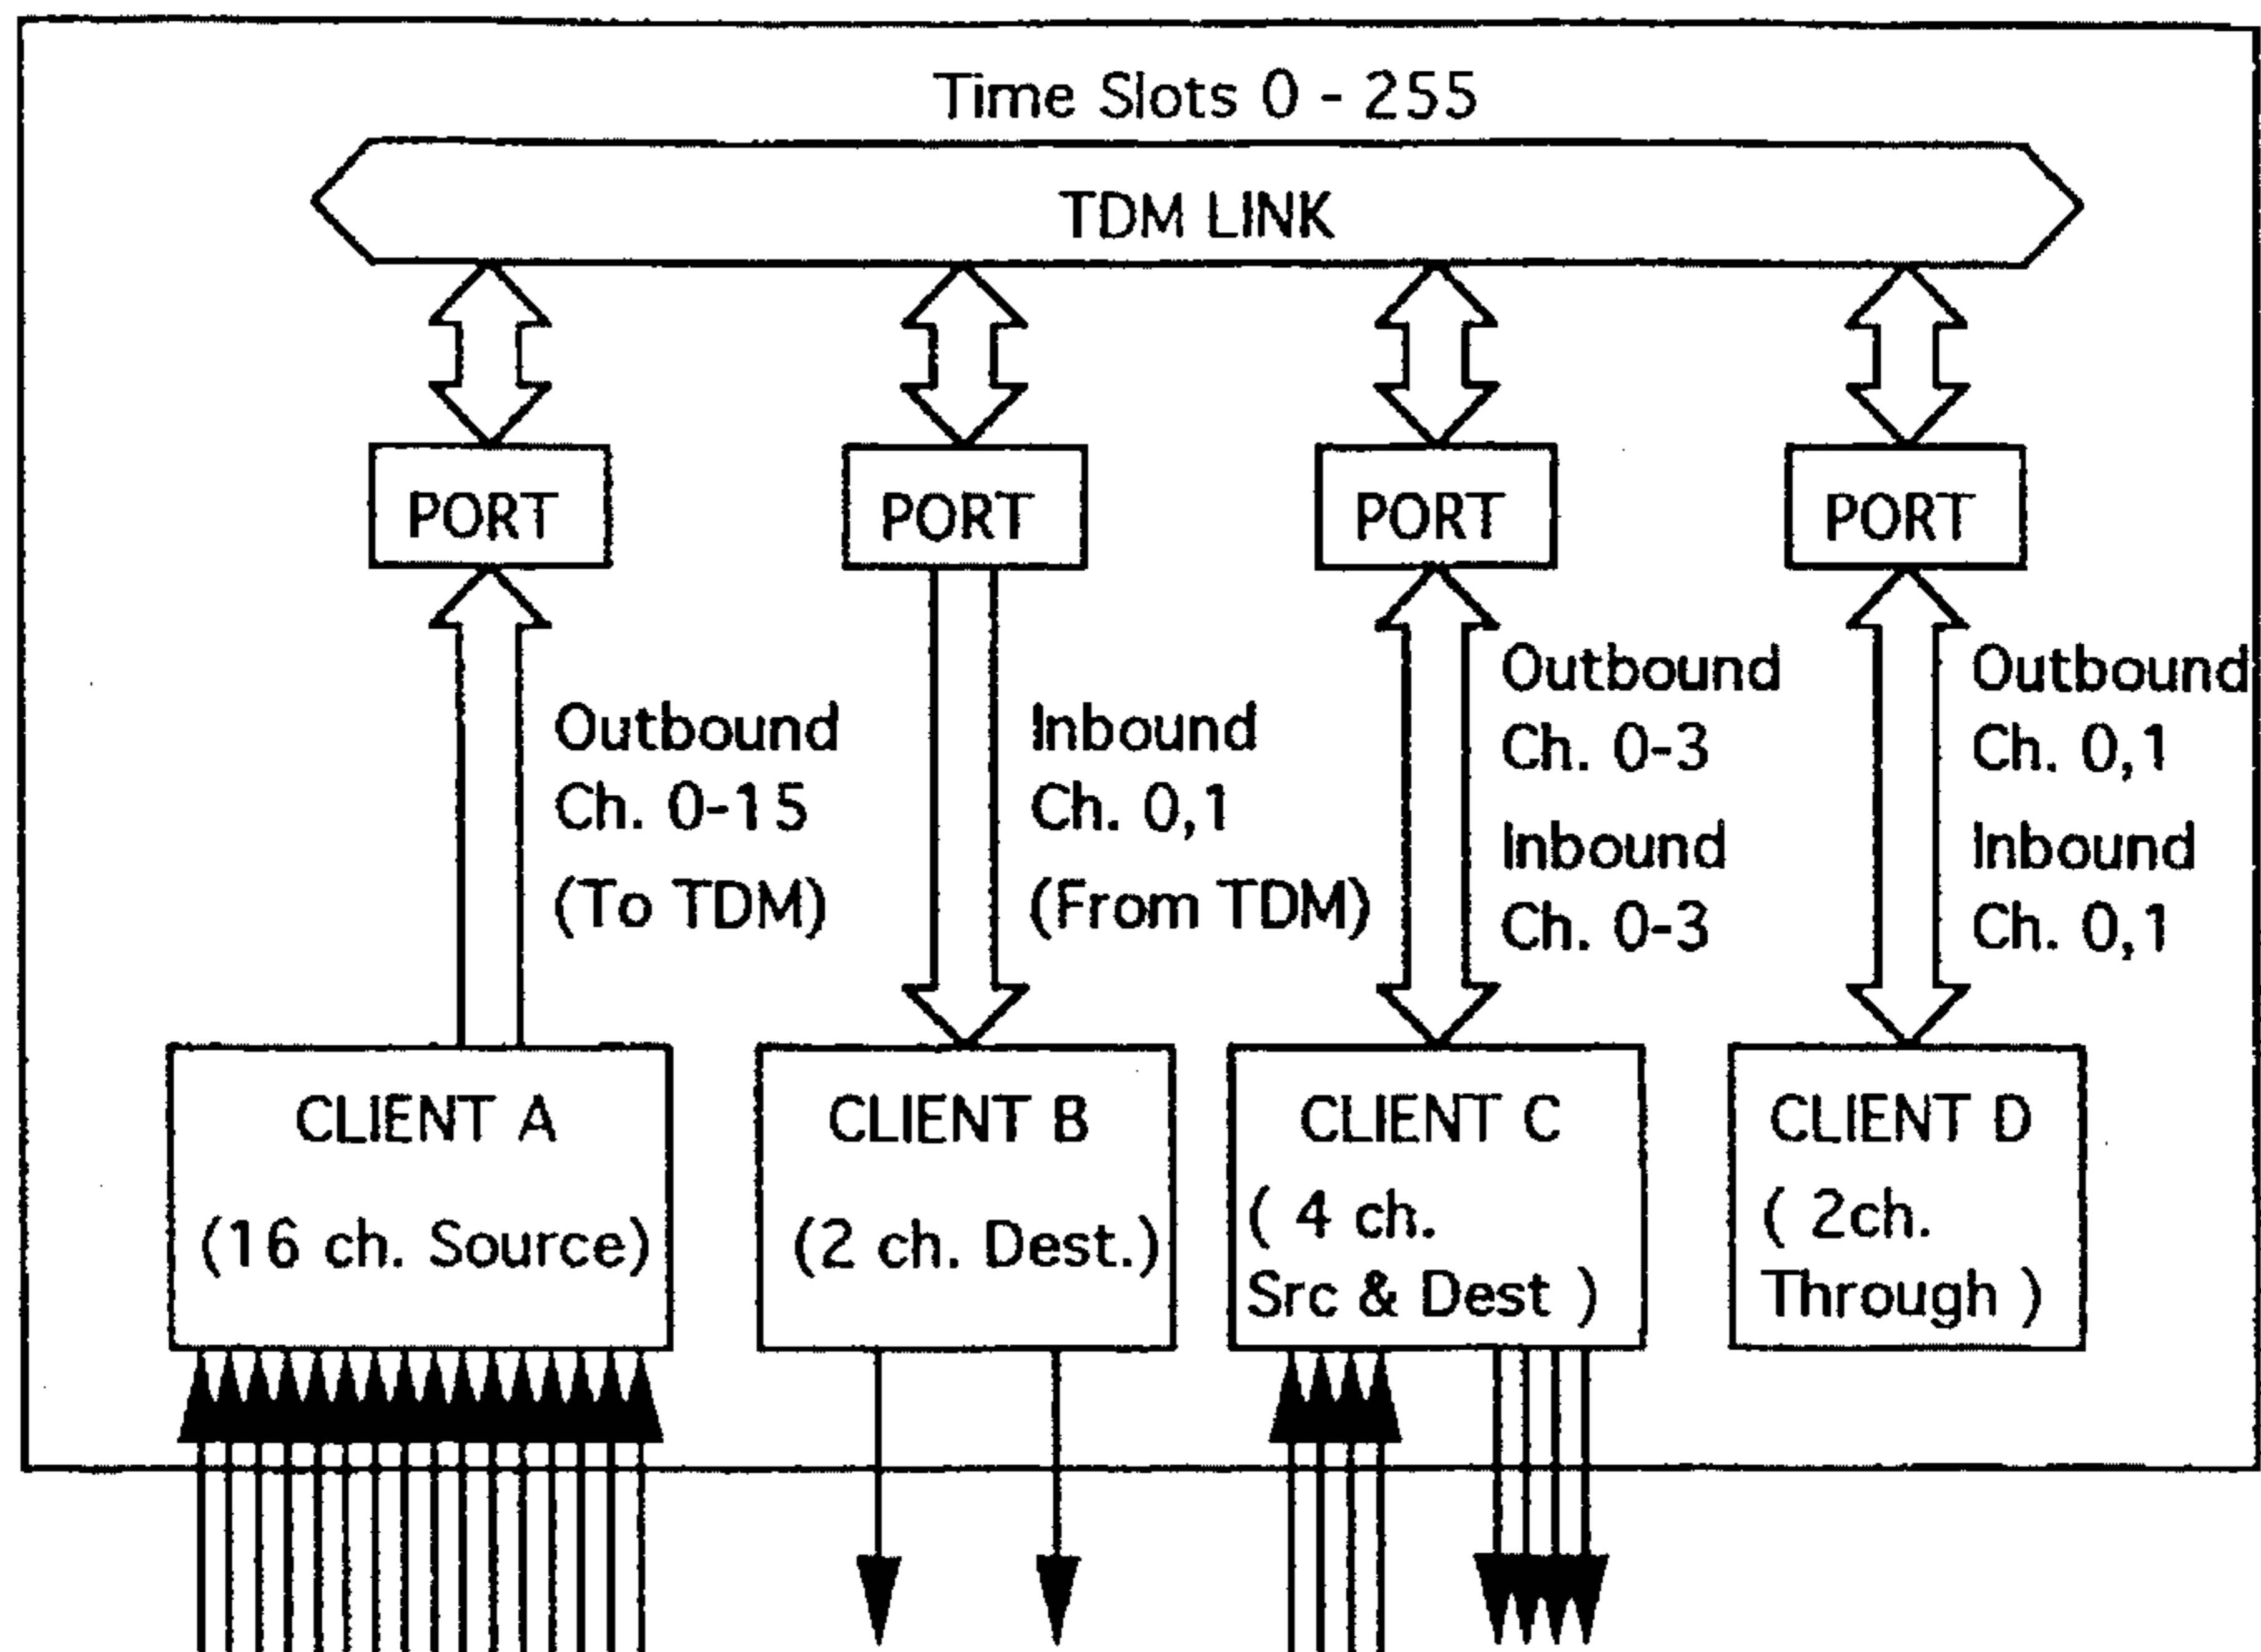 Time Slots 0 - 255
TDM LINK
PORT
PORT
PORT
PORT
Outbound
Ch. 0-15
(To TDM)
Inbound
Ch. 0,1
(From TDM)
Outbound
Ch. 0-3
Inbound
Ch. 0-3
Outbound
Ch. 0,1
Inbound
Ch. 0,1
CLIENT A
(16 ch. Source)
CLIENT B
(2 ch. Dest.)
CLIENT C
( 4 ch.
Src & Dest )
CLIENT D
( 2ch.
Through )